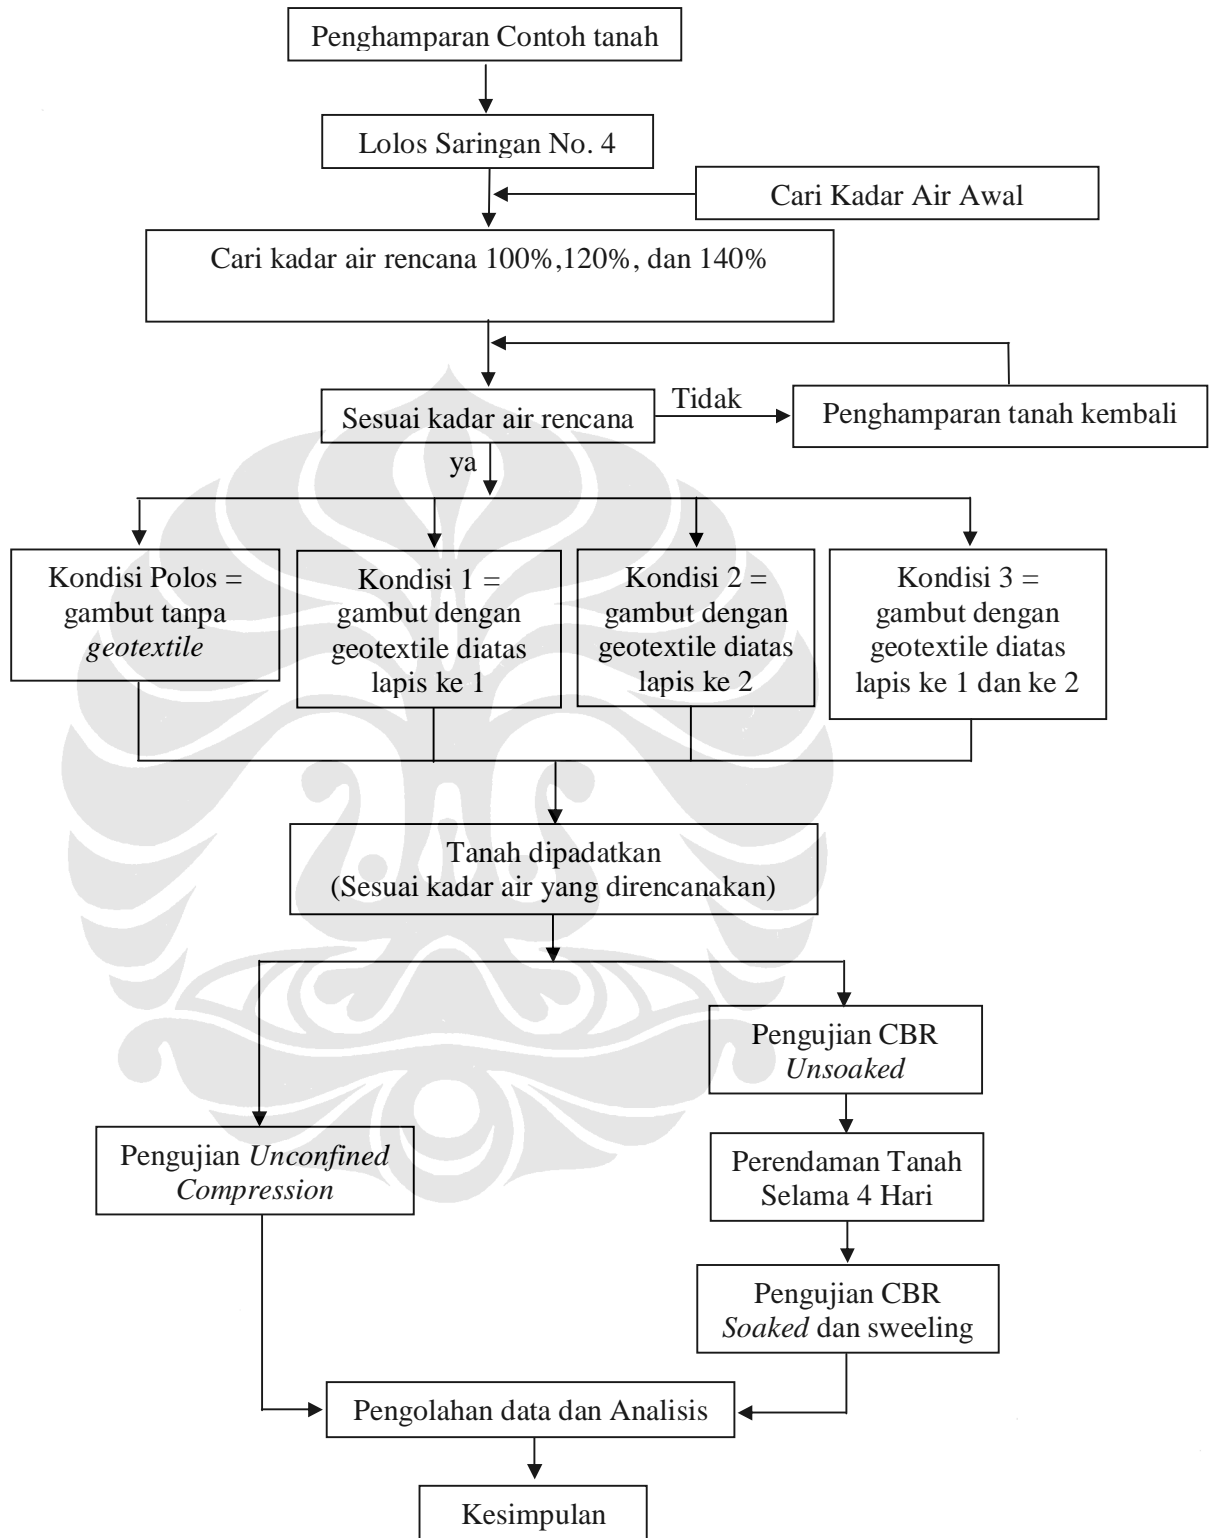 Penghamparan Contoh tanah
Lolos Saringan No. 4
Cari Kadar Air Awal
Cari kadar air rencana 100%,120%, dan 140%
Sesuai kadar air rencana
Tidak
Penghamparan tanah kembali
ya
Kondisi Polos =
gambut tanpa
geotextile
Kondisi 1 =
gambut dengan
geotextile diatas
lapis ke 1
Kondisi 2 =
gambut dengan
geotextile diatas
lapis ke 2
Kondisi 3 =
gambut dengan
geotextile diatas
lapis ke 1 dan ke 2
Tanah dipadatkan
(Sesuai kadar air yang direncanakan)
Pengujian CBR
Unsoaked
Pengujian Unconfined
Compression
Perendaman Tanah
Selama 4 Hari
Pengujian CBR
Soaked dan sweeling
Pengolahan data dan Analisis
Kesimpulan